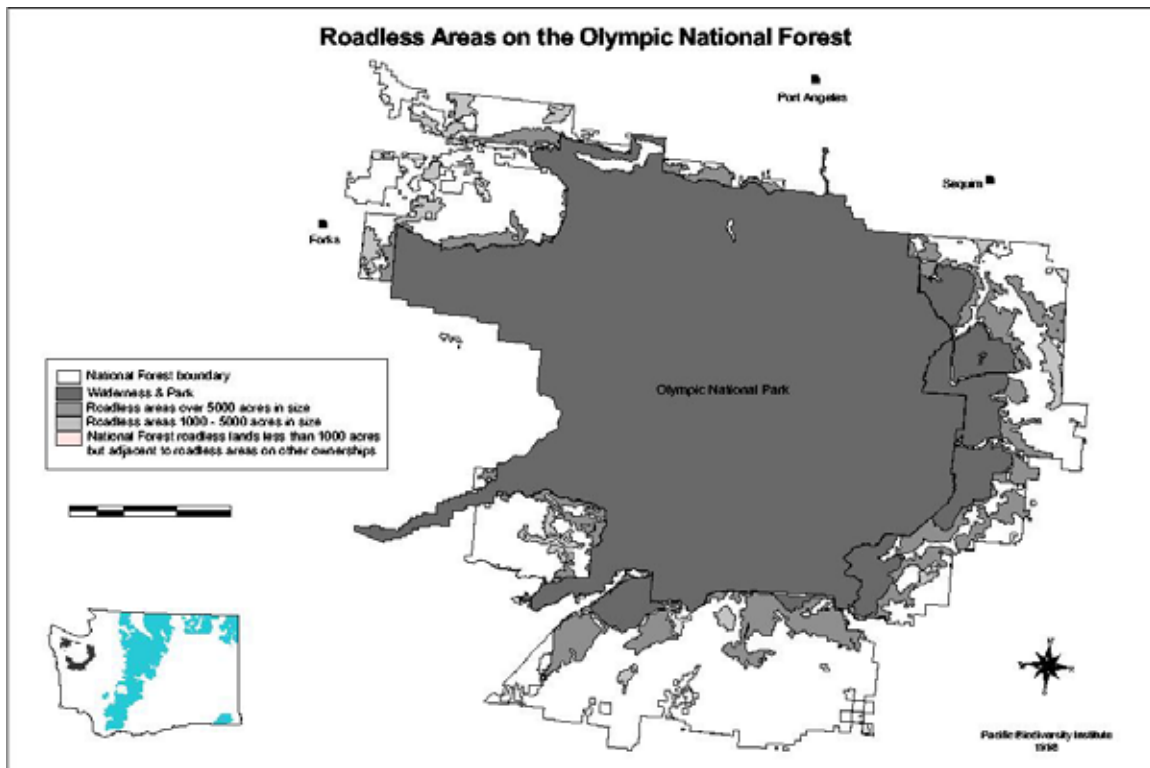 Roadless Areas on the Olympic National Forest
Port Angeles
Sequim
Forks
National Forest boundary
Wilderness & Park
Roadless areas over 5000 acres in size
Roadless areas 1000 - 5000 acres in size
National Forest roadless lands less than 1000 acres
but adjacent to roadless areas on other ownerships
Olympic National Park
Pacific Biodiversity Institute
1998